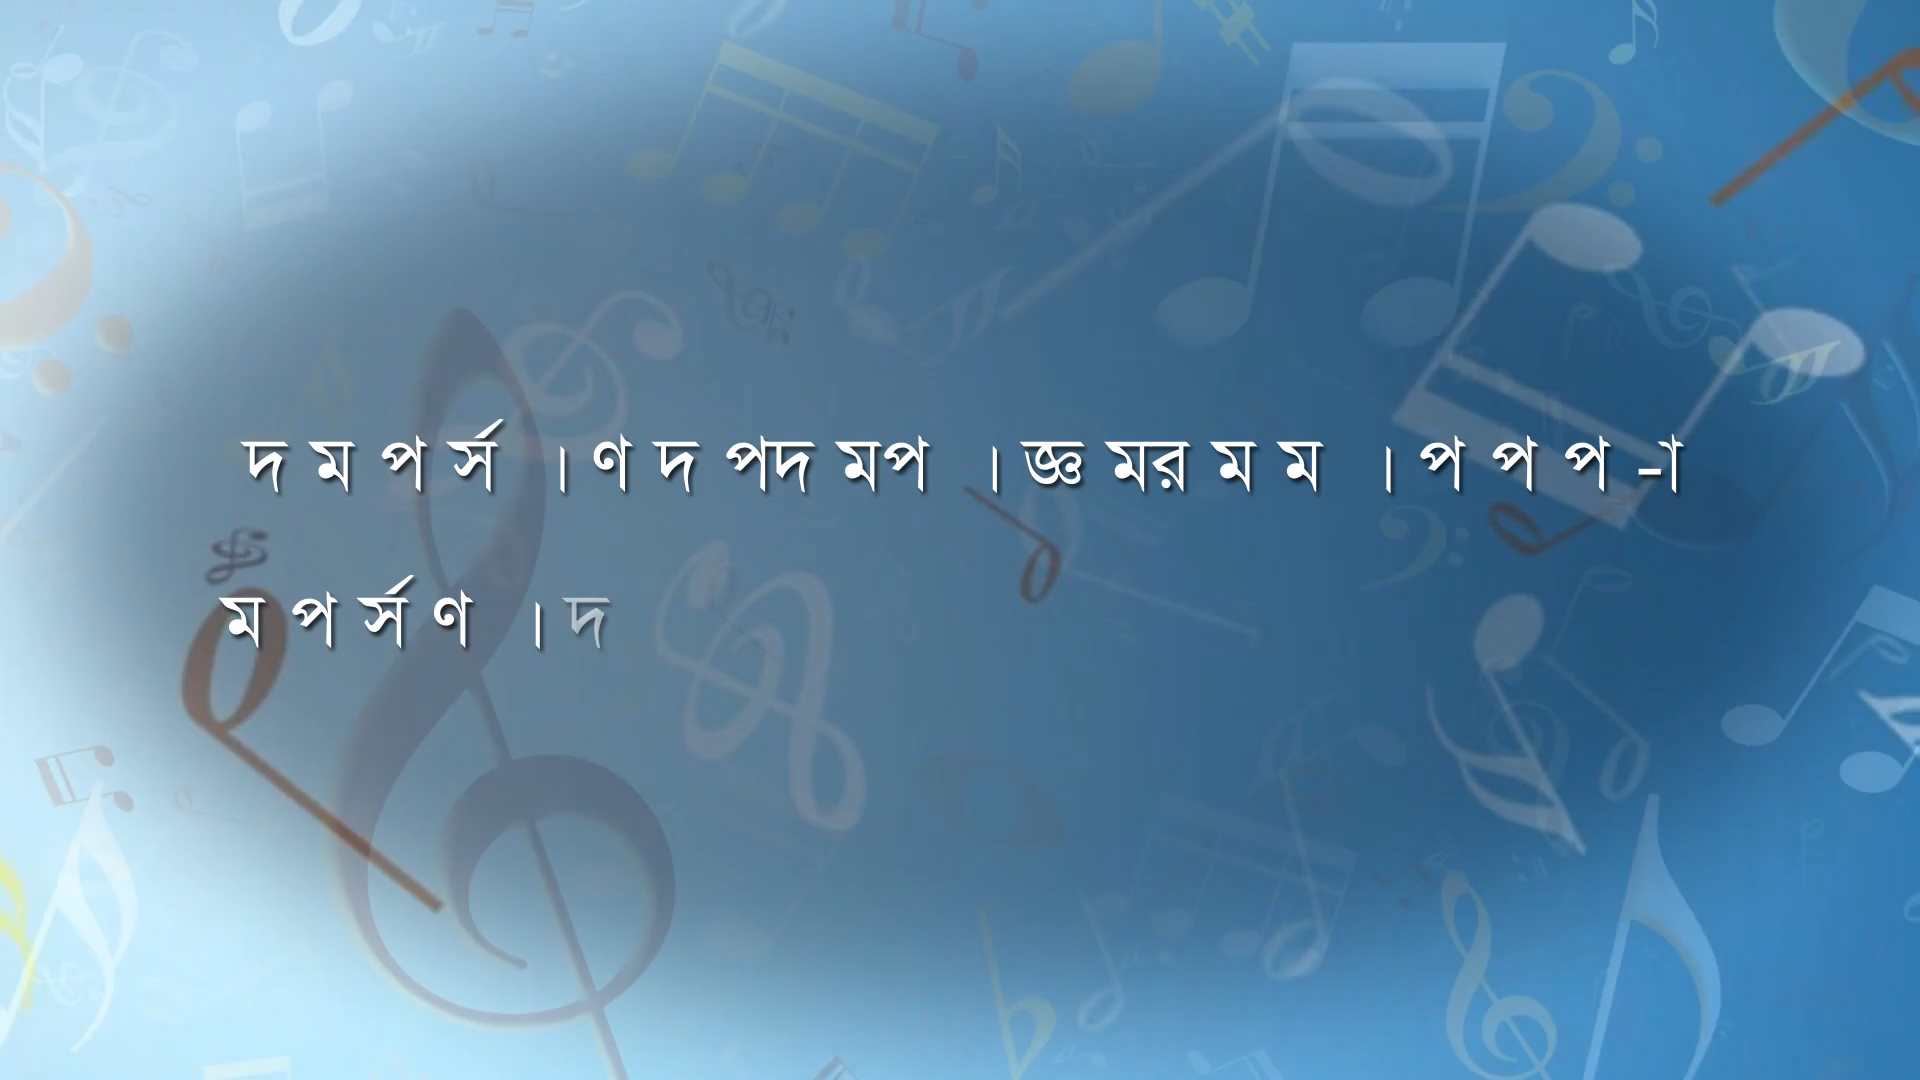 দ ম প র্স । ণ দ পদ মপ । জ্ঞ মর ম ম । প প প -া
ম প র্স ণ । দ